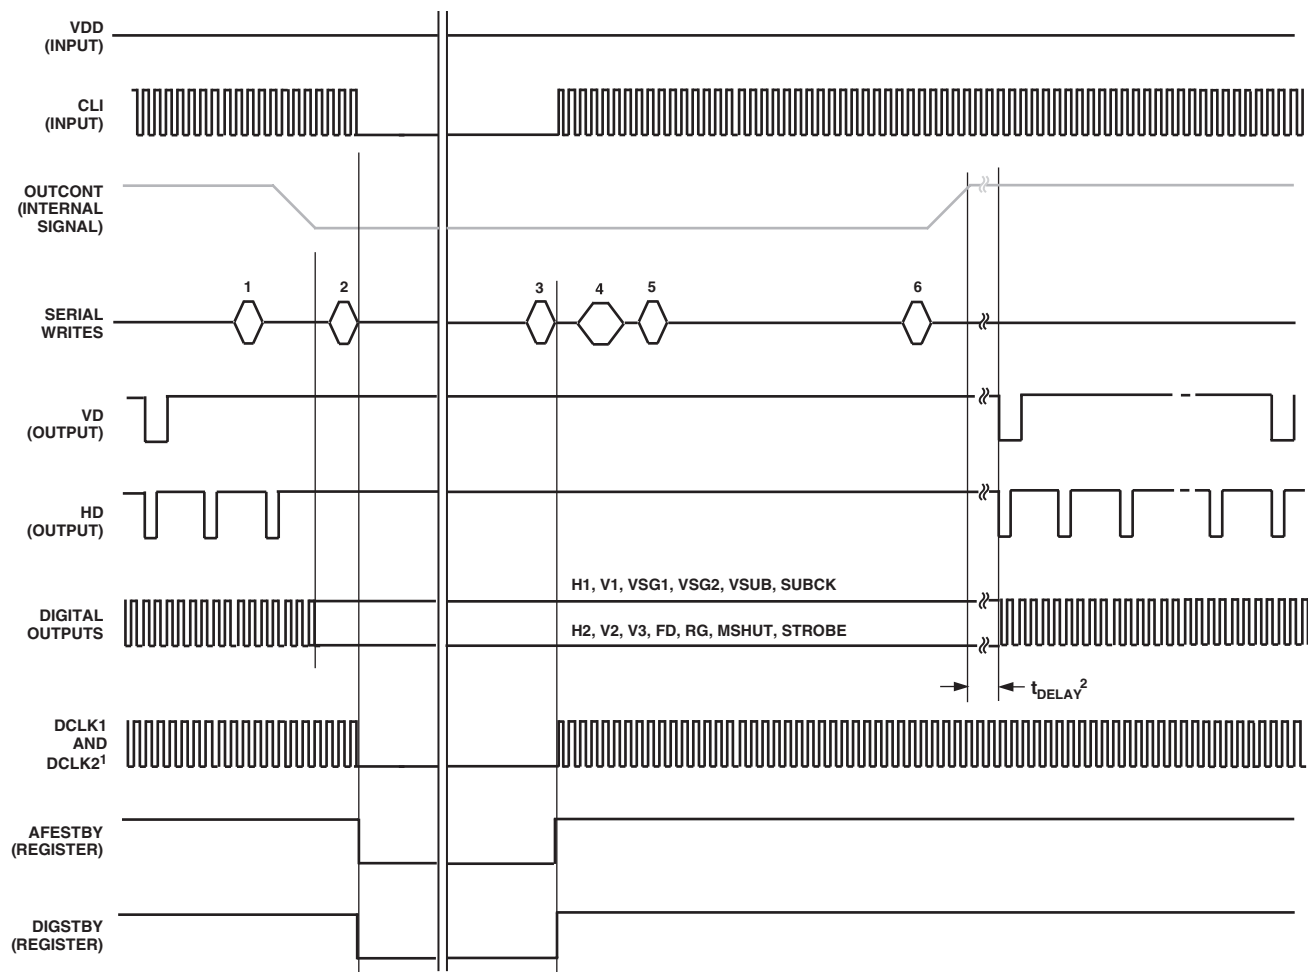 VDD
(INPUT)
CLI
(INPUT)
OUTCONT
(INTERNAL
SIGNAL)
1
2
3
4
5
6
SERIAL
WRITES
VD
(OUTPUT)
HD
(OUTPUT)
H1, V1, VSG1, VSG2, VSUB, SUBCK
DIGITAL
OUTPUTS
H2, V2, V3, FD, RG, MSHUT, STROBE
tDELAY2
DCLK1
AND
DCLK21
AFESTBY
(REGISTER)
DIGSTBY
(REGISTER)